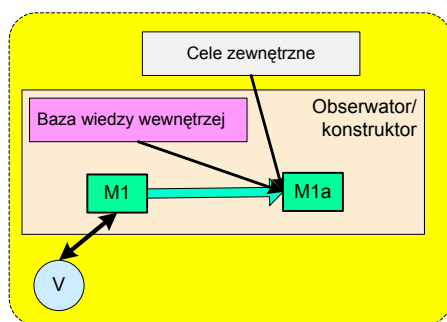 Cele zewnętrzne
Obserwator/
konstruktor
Baza wiedzy wewnętrzej
M1
M1a
V